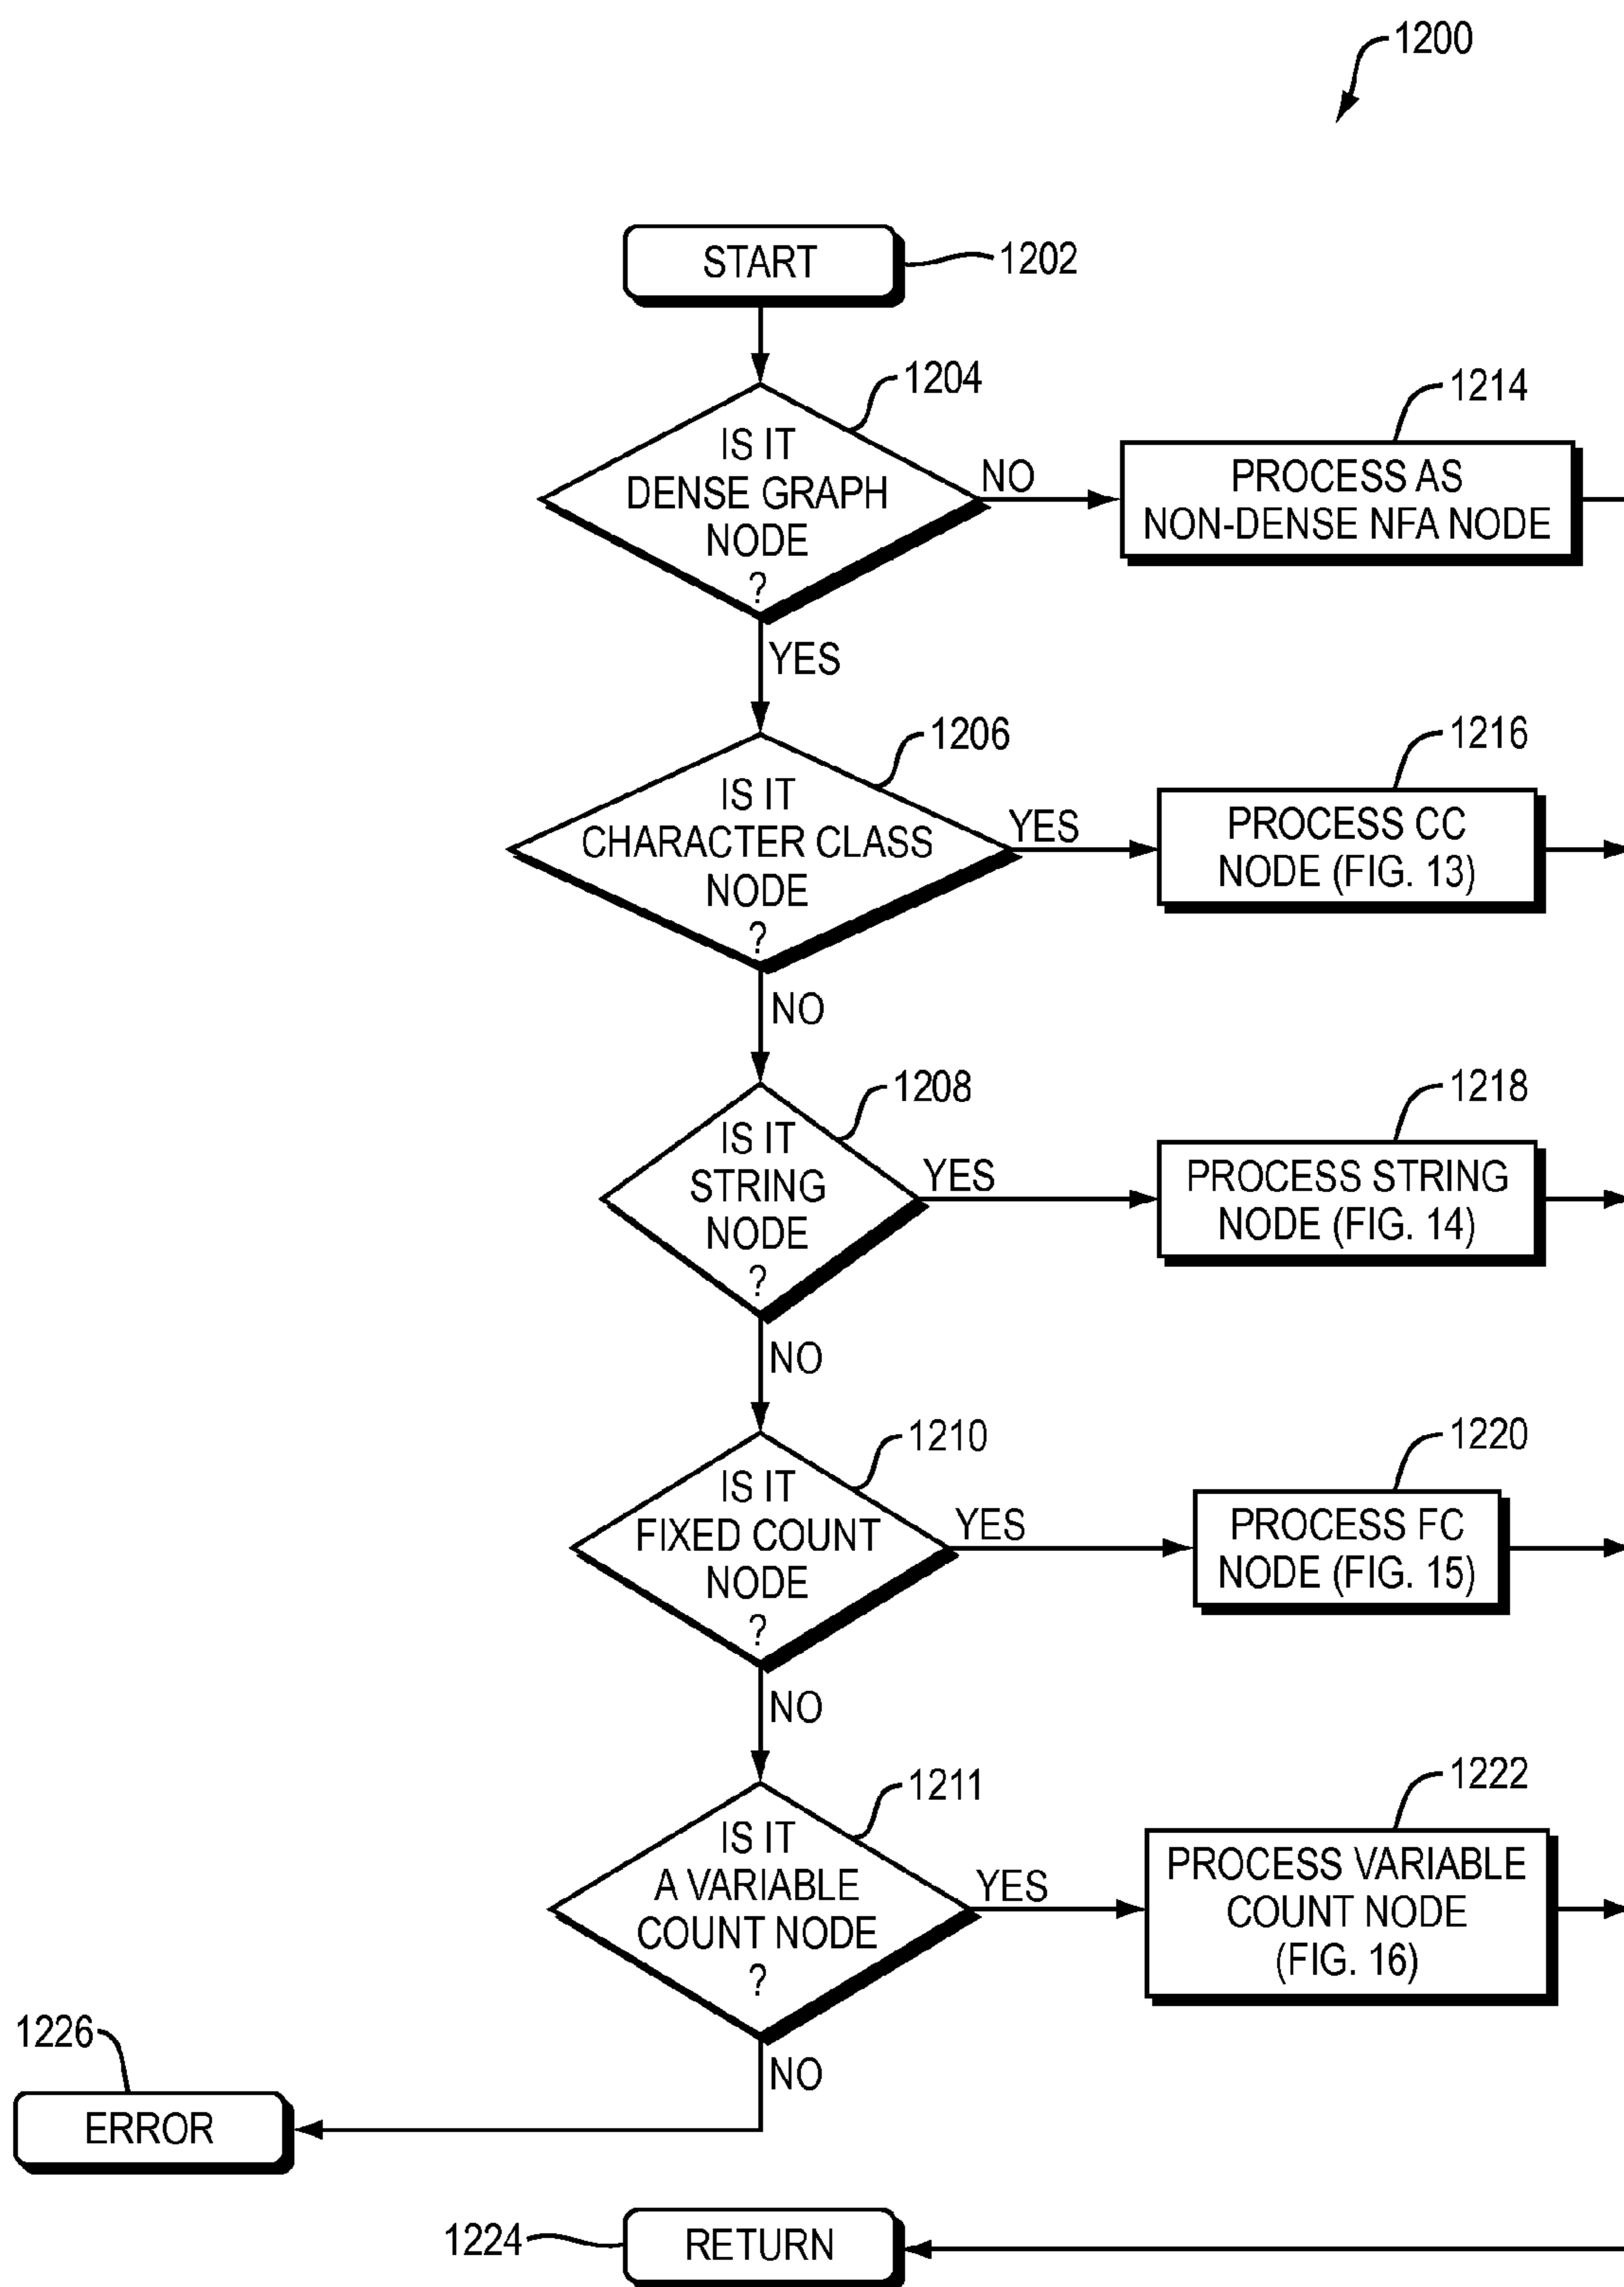 1200
START
1202
1204
IS IT
DENSE GRAPH
NODE
?
NO
1214
PROCESS AS
NON-DENSE NFA NODE
YES
1206
IS IT
CHARACTER CLASS
NODE
?
YES
1216
PROCESS CC
NODE (FIG. 13)
NO
1208
IS IT
STRING
NODE
?
YES
1218
PROCESS STRING
NODE (FIG. 14)
NO
1210
IS IT
FIXED COUNT
NODE
?
YES
1220
PROCESS FC
NODE (FIG. 15)
NO
1211
IS IT
A VARIABLE
COUNT NODE
?
YES
1222
PROCESS VARIABLE
COUNT NODE
(FIG. 16)
NO
1226
ERROR
1224
RETURN